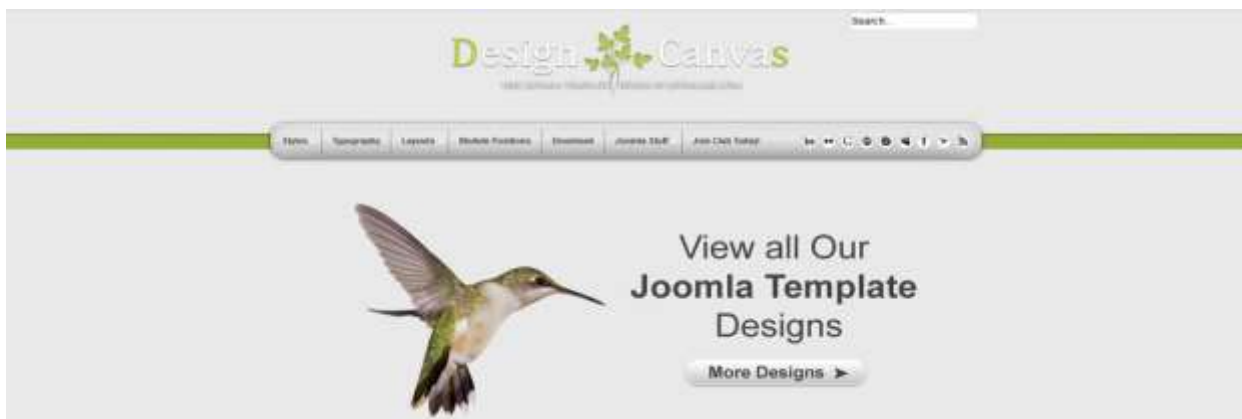 Search...
Design Canvas
Styles Typography Layouts Module Positions Download Joomla Stuff Join Club Today!
View all Our
Joomla Template
Designs
More Designs